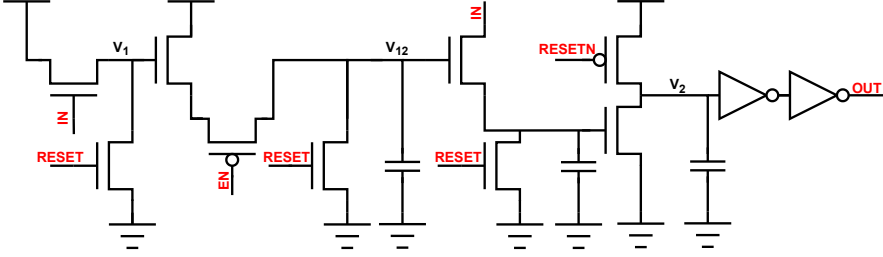 IN
RESETN
V1
V12
V2
OUT
IN
RESET
RESET
RESET
EN